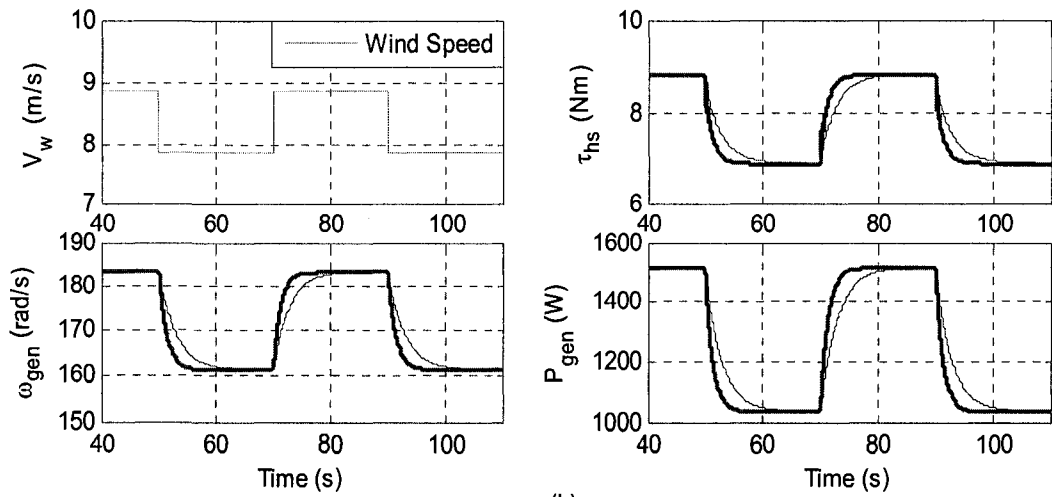 10
9
8
7
V_w (m/s)
Wind Speed
40 60 80 100
10
8
6
τ_hs (Nm)
40 60 80 100
190
180
170
160
150
ω_gen (rad/s)
40 60 80 100
Time (s)
1600
1400
1200
1000
P_gen (W)
40 60 80 100
Time (s)